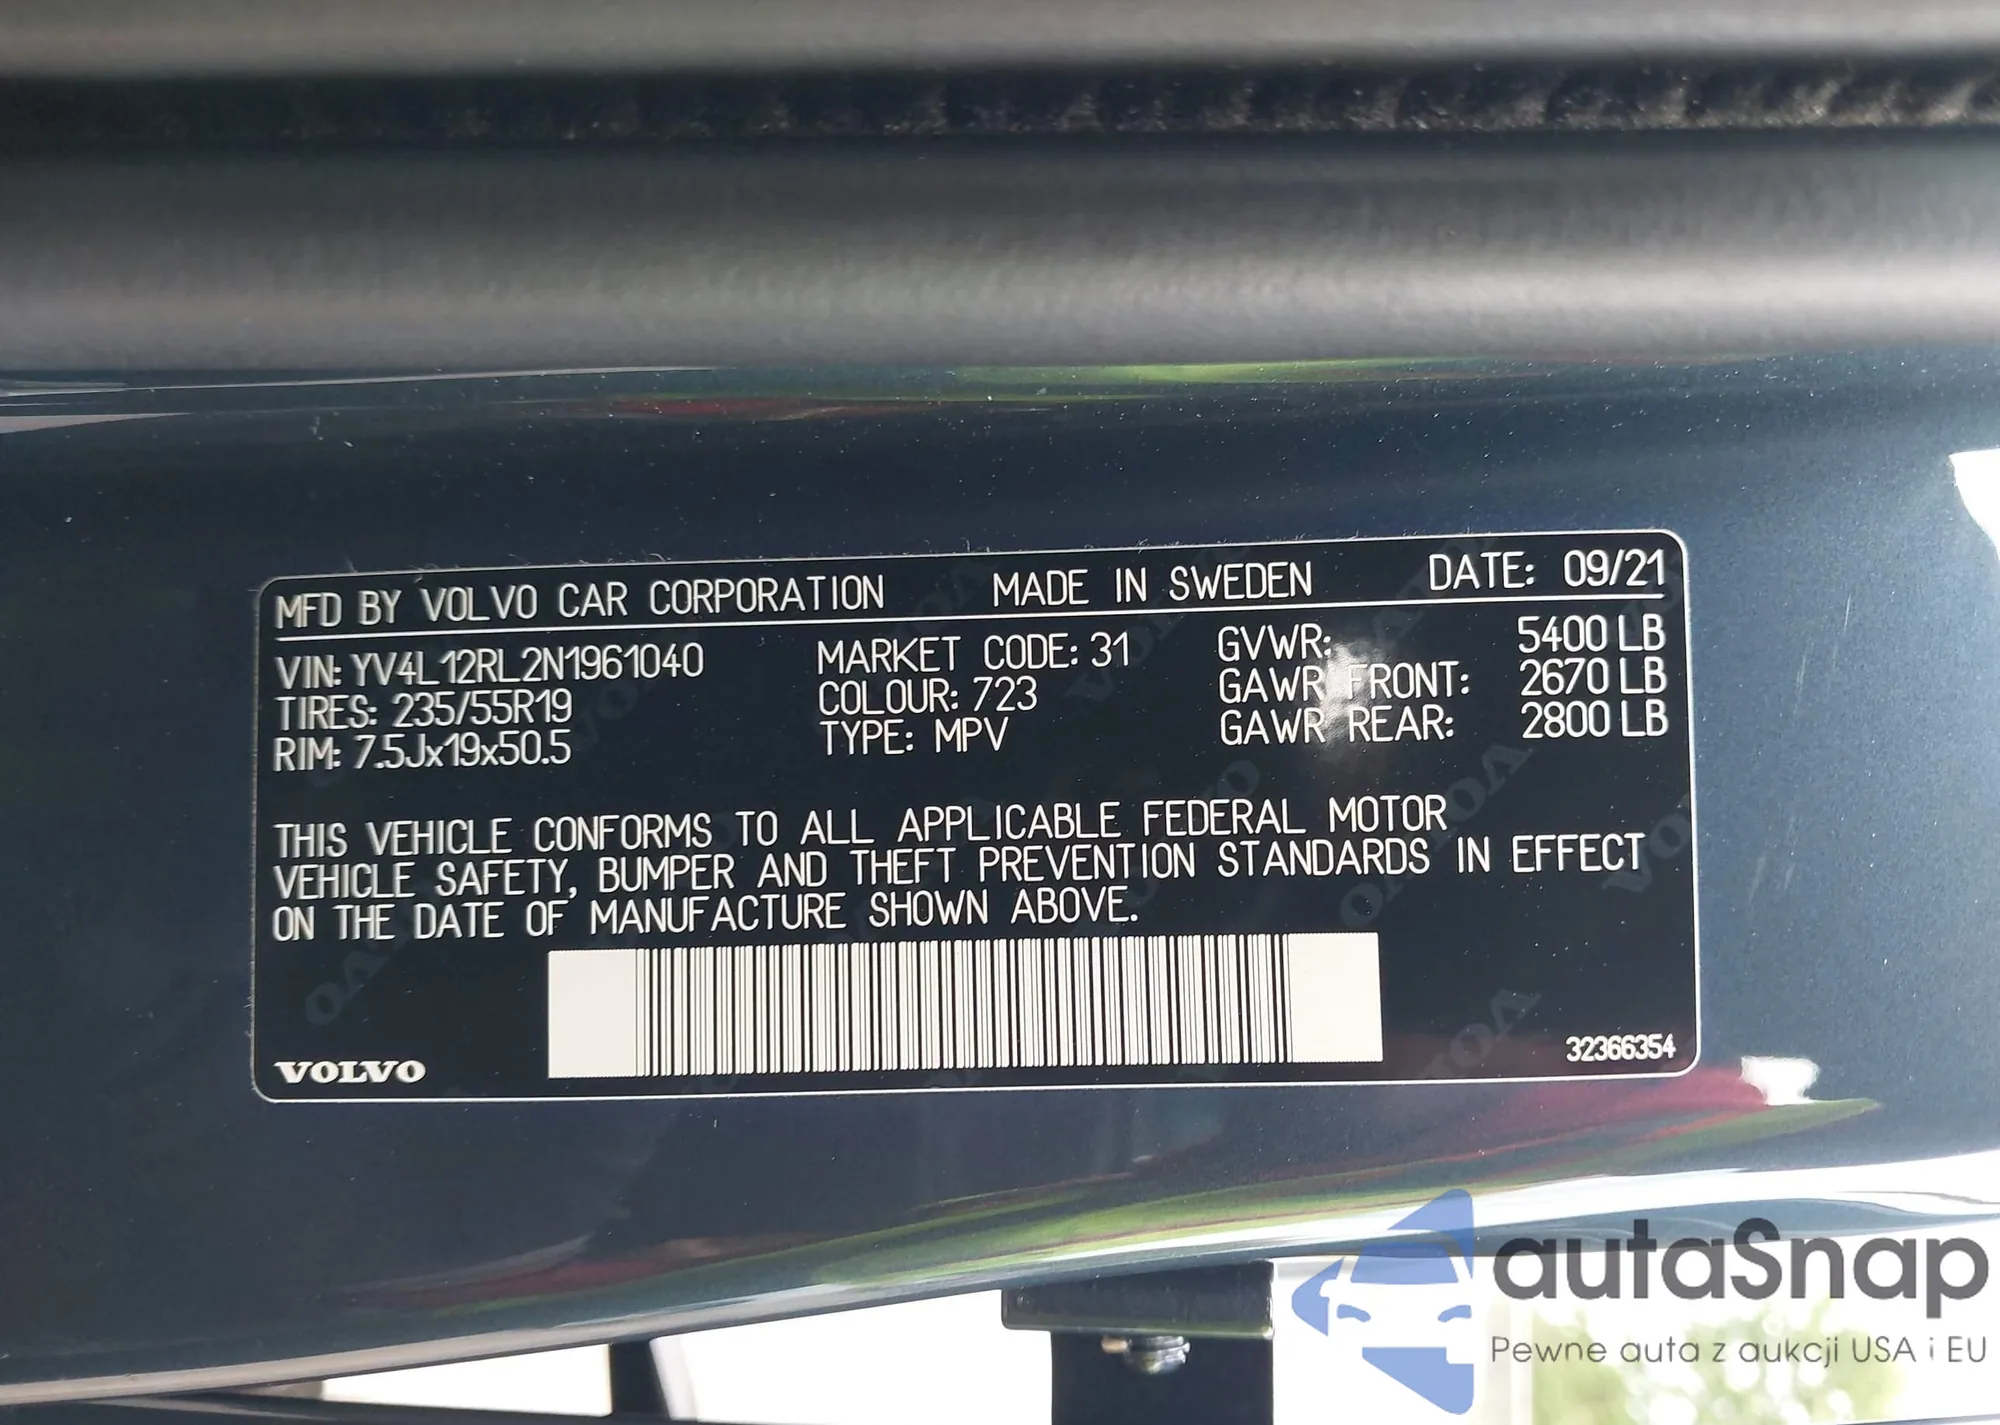 MFD BY VOLVO CAR CORPORATION MADE IN SWEDEN DATE: 09/21
VIN: YV4L12RL2N1961040 MARKET CODE: 31 GVWR: 5400 LB
TIRES: 235/55R19 COLOUR: 723 GAWR FRONT: 2670 LB
RIM: 7.5Jx19x50.5 TYPE: MPV GAWR REAR: 2800 LB
THIS VEHICLE CONFORMS TO ALL APPLICABLE FEDERAL MOTOR
VEHICLE SAFETY, BUMPER AND THEFT PREVENTION STANDARDS IN EFFECT
ON THE DATE OF MANUFACTURE SHOWN ABOVE.
VOLVO 32366354
autaSnap
Pewne auta z aukcji USA i EU